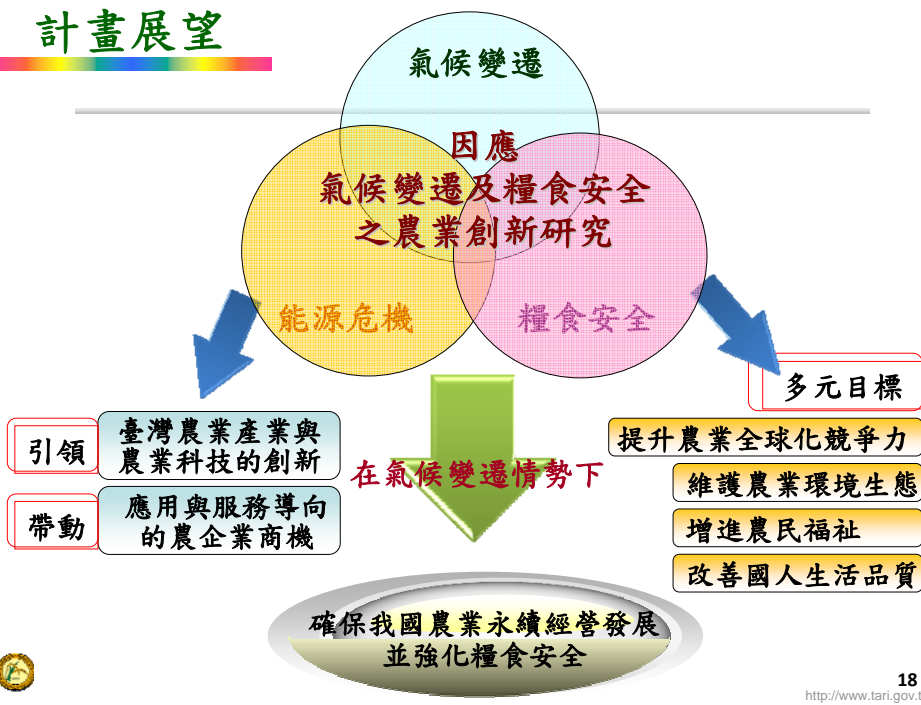 計畫展望
氣候變遷
因應
氣候變遷及糧食安全
之農業創新研究
能源危機
糧食安全
引領
臺灣農業產業與
農業科技的創新
帶動
應用與服務導向
的農企業商機
在氣候變遷情勢下
多元目標
提升農業全球化競爭力
維護農業環境生態
增進農民福祉
改善國人生活品質
確保我國農業永續經營發展
並強化糧食安全
18
http://www.tari.gov.t